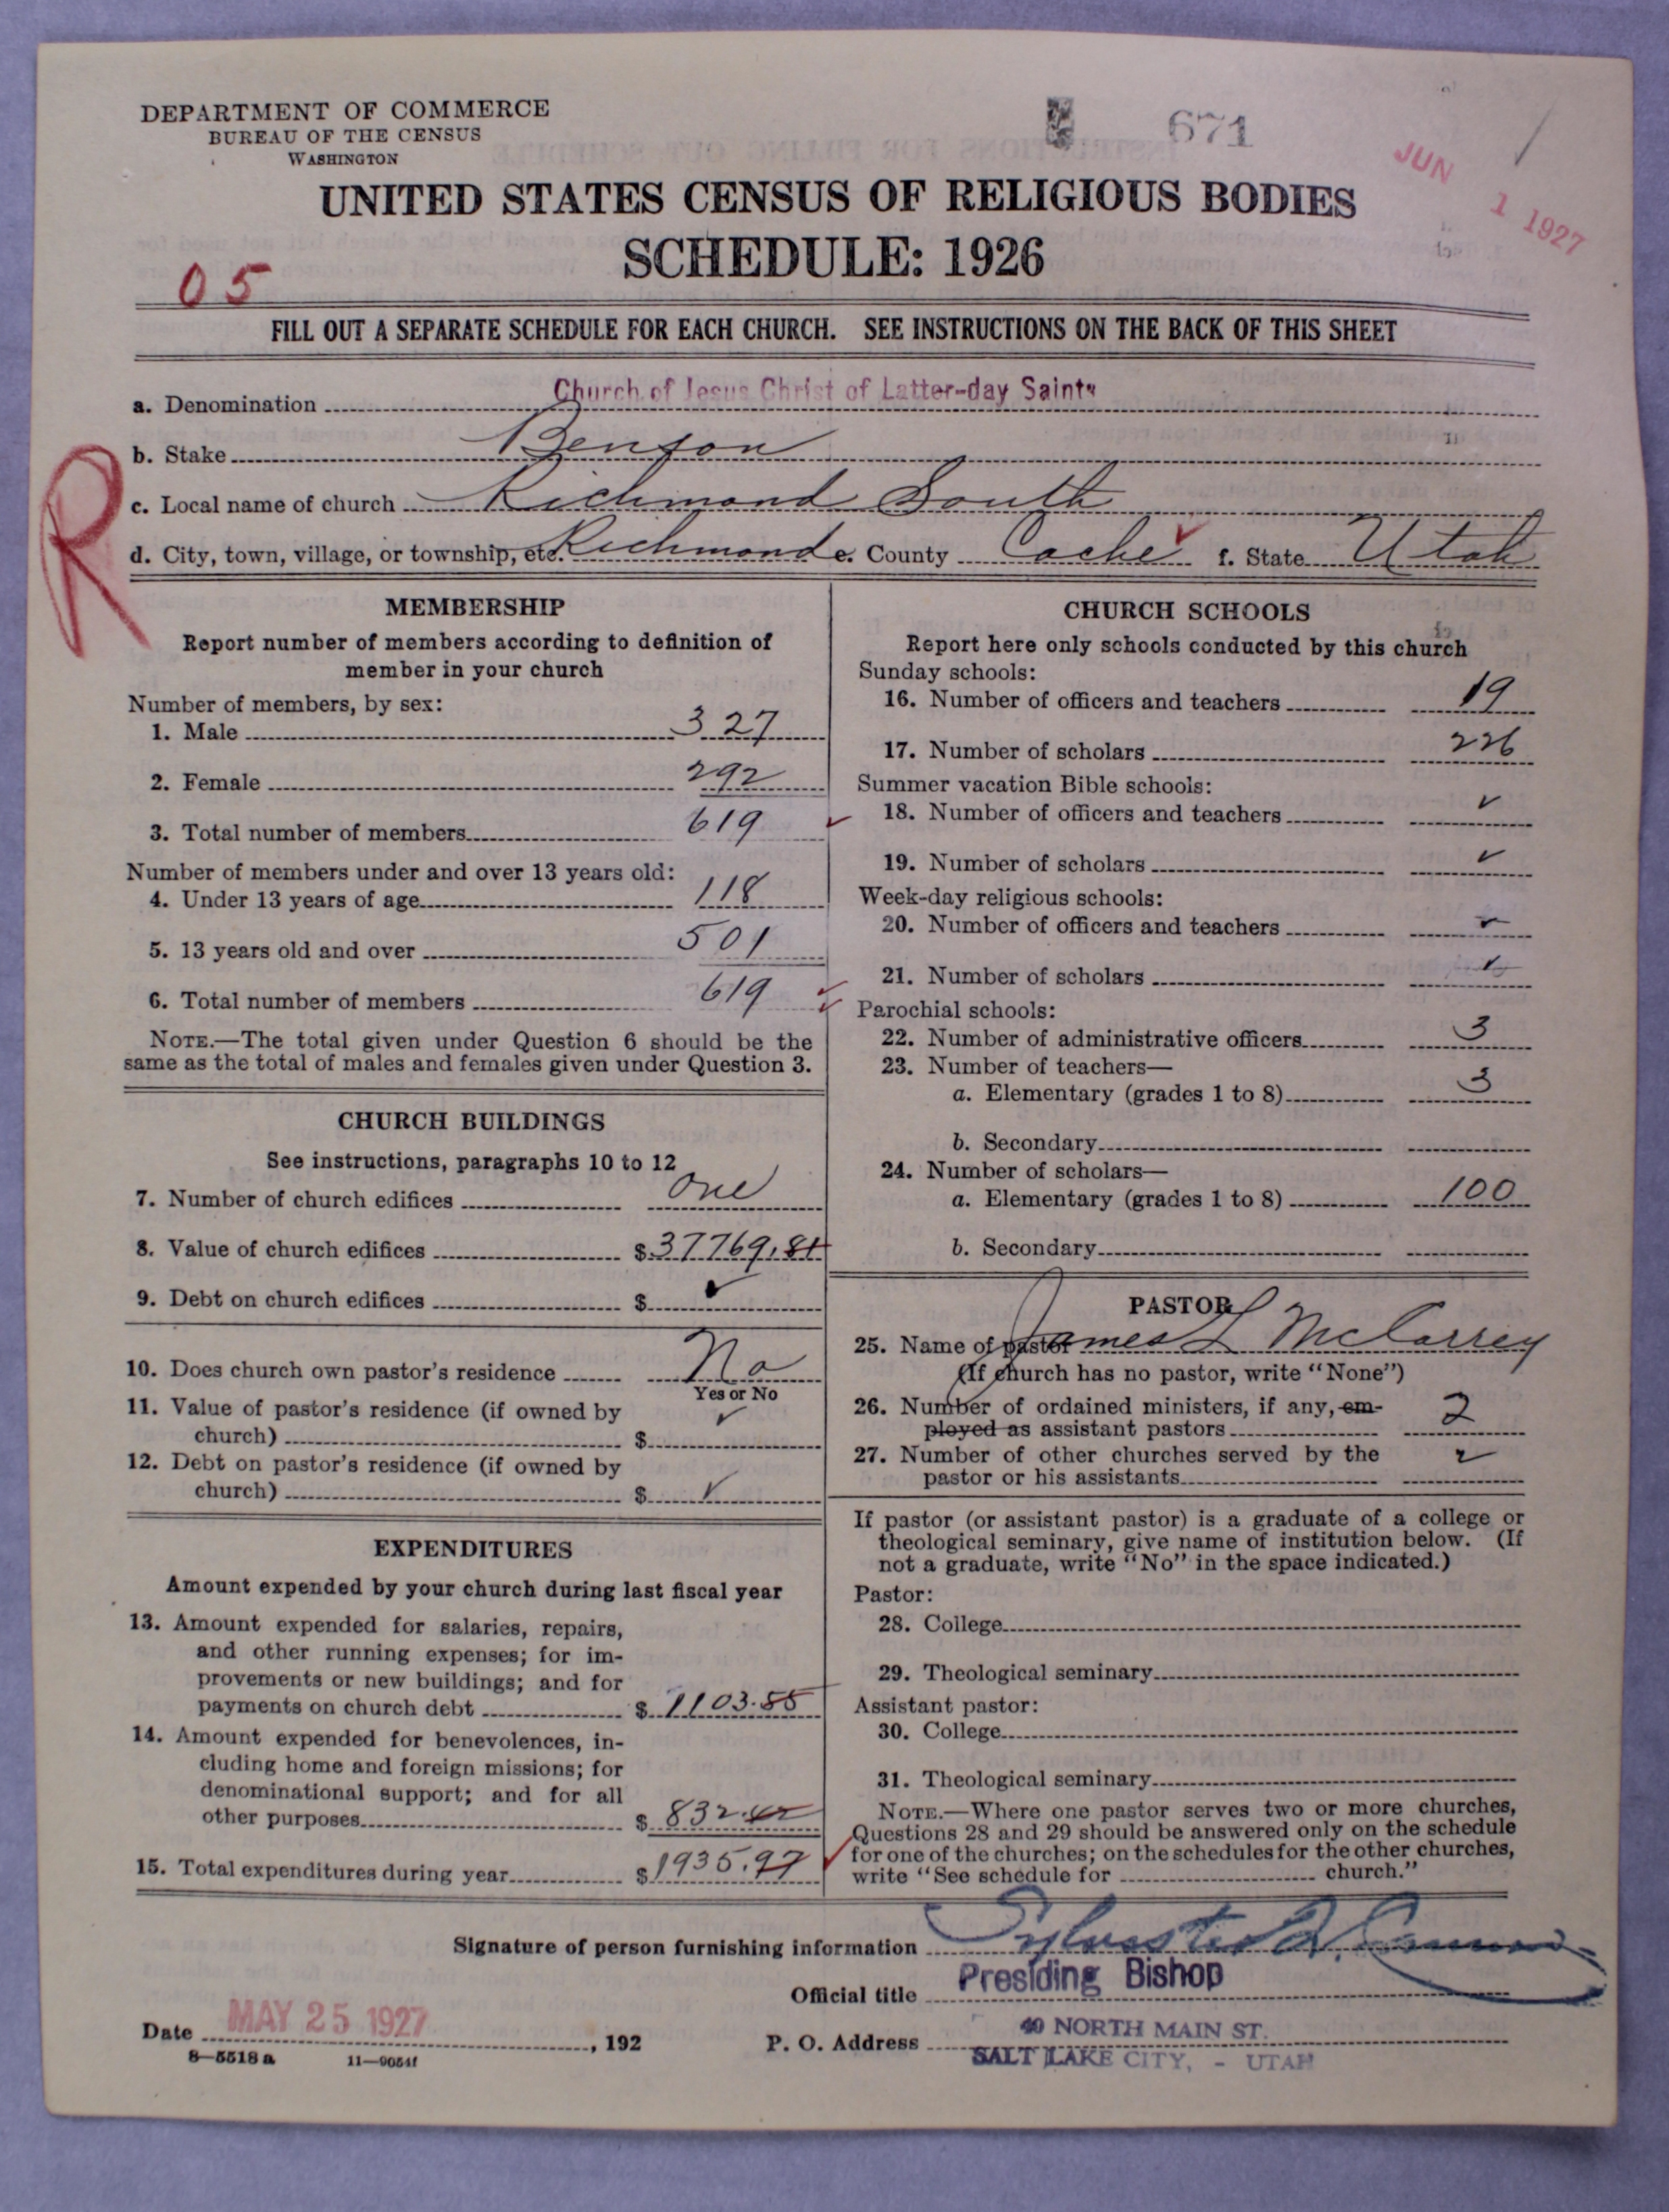 DEPARTMENT OF COMMERCE
BUREAU OF THE CENSUS
WASHINGTON
671
JUN 1 1927
UNITED STATES CENSUS OF RELIGIOUS BODIES
SCHEDULE: 1926
05
FILL OUT A SEPARATE SCHEDULE FOR EACH CHURCH. SEE INSTRUCTIONS ON THE BACK OF THIS SHEET
R
a. Denomination Church of Jesus Christ of Latter-day Saints
b. Stake Benson
c. Local name of church Richmond South
d. City, town, village, or township, etc. Richmond e. County Cache ✓ f. State Utah
MEMBERSHIP
Report number of members according to definition of
member in your church
Number of members, by sex:
1. Male 327
2. Female 292
3. Total number of members 619 ✓
Number of members under and over 13 years old:
4. Under 13 years of age 118
5. 13 years old and over 501
6. Total number of members 619 ✓ ✓
NOTE.—The total given under Question 6 should be the
same as the total of males and females given under Question 3.
CHURCH BUILDINGS
See instructions, paragraphs 10 to 12
7. Number of church edifices One
8. Value of church edifices $ 37769.81
9. Debt on church edifices $ ✓
10. Does church own pastor's residence No
Yes or No
11. Value of pastor's residence (if owned by
church) $ ✓
12. Debt on pastor's residence (if owned by
church) $ ✓
EXPENDITURES
Amount expended by your church during last fiscal year
13. Amount expended for salaries, repairs,
and other running expenses; for im-
provements or new buildings; and for
payments on church debt $ 1103.55
14. Amount expended for benevolences, in-
cluding home and foreign missions; for
denominational support; and for all
other purposes $ 832.42
15. Total expenditures during year $ 1935.97 ✓
CHURCH SCHOOLS
Report here only schools conducted by this church
Sunday schools:
16. Number of officers and teachers 19
17. Number of scholars 226
Summer vacation Bible schools:
18. Number of officers and teachers ✓
19. Number of scholars ✓
Week-day religious schools:
20. Number of officers and teachers ✓
21. Number of scholars ✓
Parochial schools:
22. Number of administrative officers 3
23. Number of teachers—
a. Elementary (grades 1 to 8) 3
b. Secondary
24. Number of scholars—
a. Elementary (grades 1 to 8) 100
b. Secondary
PASTOR
25. Name of pastor James L McCarrey
(If church has no pastor, write "None")
26. Number of ordained ministers, if any, em-
ployed as assistant pastors 2
27. Number of other churches served by the
pastor or his assistants ✓
If pastor (or assistant pastor) is a graduate of a college or
theological seminary, give name of institution below. (If
not a graduate, write "No" in the space indicated.)
Pastor:
28. College
29. Theological seminary
Assistant pastor:
30. College
31. Theological seminary
NOTE.—Where one pastor serves two or more churches,
Questions 28 and 29 should be answered only on the schedule
for one of the churches; on the schedules for the other churches,
write "See schedule for church."
Signature of person furnishing information Sylvester Q. Cannon
Official title Presiding Bishop
Date MAY 25 1927, 192
P. O. Address 40 NORTH MAIN ST.
SALT LAKE CITY, - UTAH
8—5518 a 11—9054f